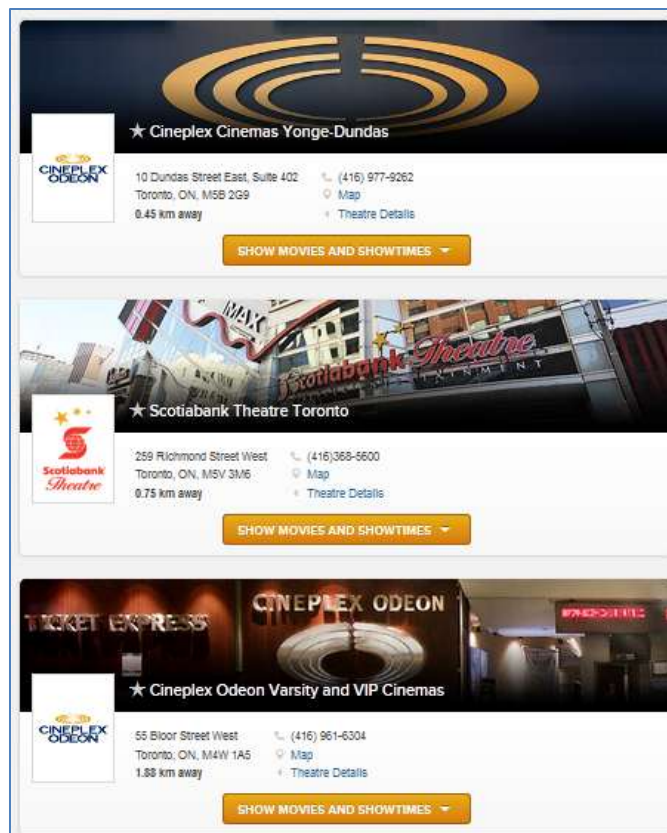 ★ Cineplex Cinemas Yonge-Dundas
CINEPLEX
ODEON
10 Dundas Street East, Suite 402
Toronto, ON, M5B 2G9
0.45 km away
(416) 977-9262
Map
Theatre Details
SHOW MOVIES AND SHOWTIMES
MAX
Scotiabank Theatre
ENTERTAINMENT
★ Scotiabank Theatre Toronto
Scotiabank
Theatre
259 Richmond Street West
Toronto, ON, M5V 3M6
0.75 km away
(416)368-5600
Map
Theatre Details
SHOW MOVIES AND SHOWTIMES
TICKET EXPRESS
CINEPLEX ODEON
★ Cineplex Odeon Varsity and VIP Cinemas
CINEPLEX
ODEON
55 Bloor Street West
Toronto, ON, M4W 1A5
1.88 km away
(416) 961-6304
Map
Theatre Details
SHOW MOVIES AND SHOWTIMES